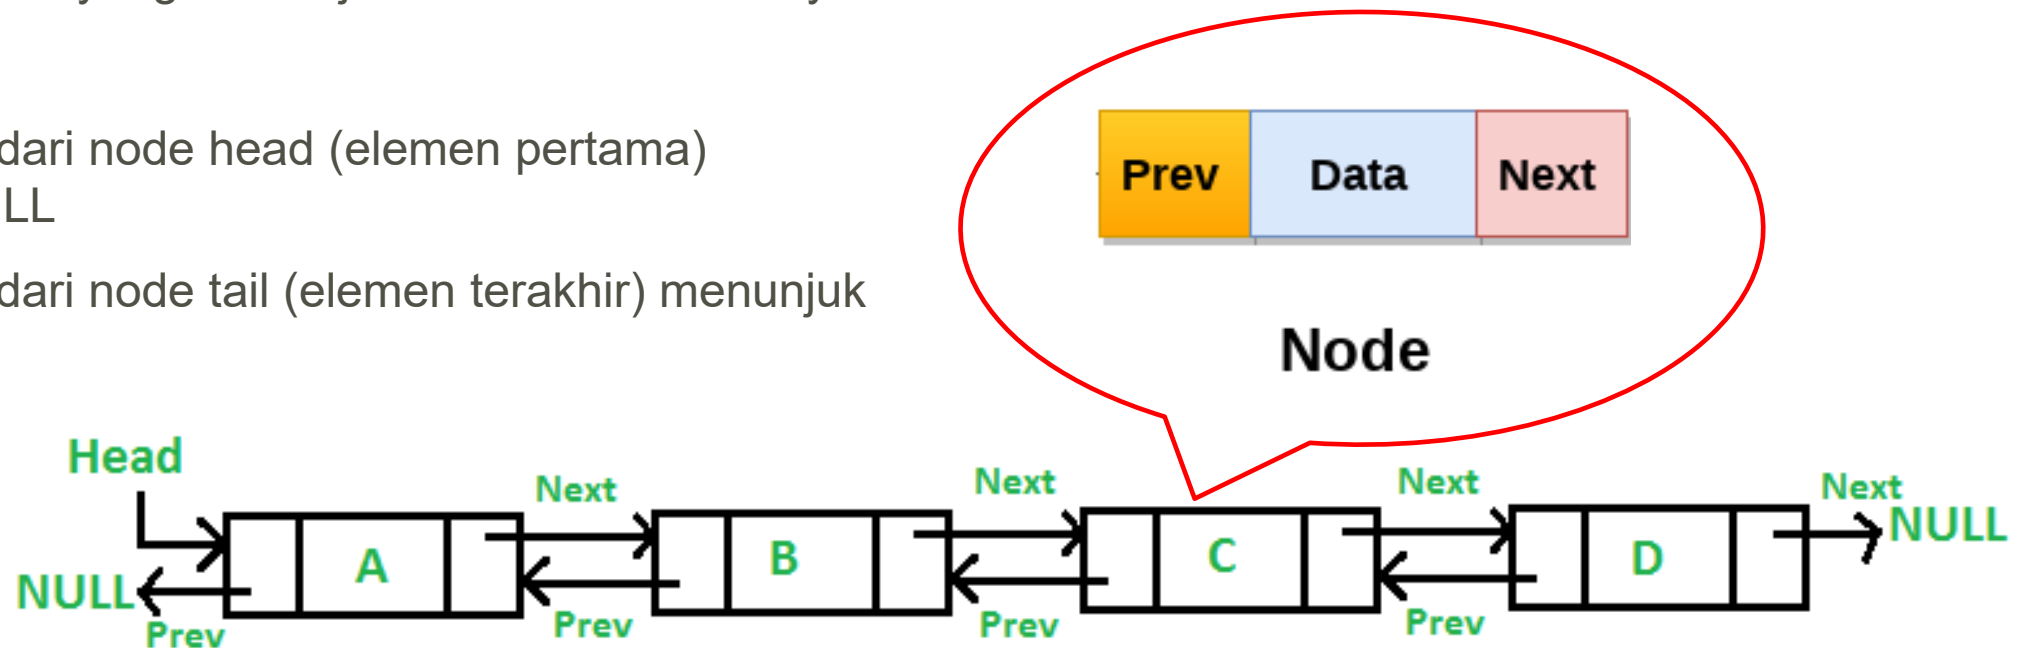 dari node head (elemen pertama)
LL
dari node tail (elemen terakhir) menunjuk
Prev Data Next
Node
Head
Next Next Next Next
A B C D NULL
NULL
Prev Prev Prev Prev